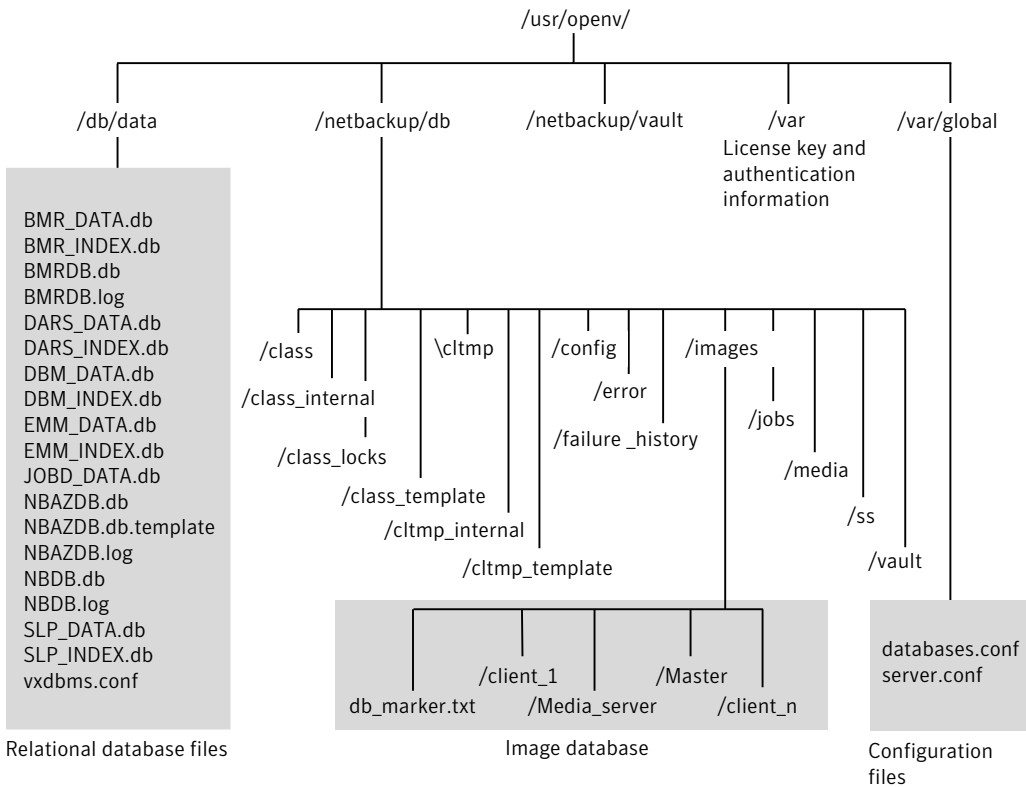 /usr/openv/
/db/data
/netbackup/db
/netbackup/vault
/var
/var/global
License key and
authentication
information
BMR_DATA.db
BMR_INDEX.db
BMRDB.db
BMRDB.log
DARS_DATA.db
DARS_INDEX.db
DBM_DATA.db
DBM_INDEX.db
EMM_DATA.db
EMM_INDEX.db
JOBD_DATA.db
NBAZDB.db
NBAZDB.db.template
NBAZDB.log
NBDB.db
NBDB.log
SLP_DATA.db
SLP_INDEX.db
vxdbms.conf
Relational database files
/class
/class_internal
/class_locks
/class_template
\cltmp
/cltmp_internal
/cltmp_template
/config
/error
/failure _history
/images
/jobs
/media
/ss
/vault
db_marker.txt
/client_1
/Media_server
/Master
/client_n
Image database
databases.conf
server.conf
Configuration
files